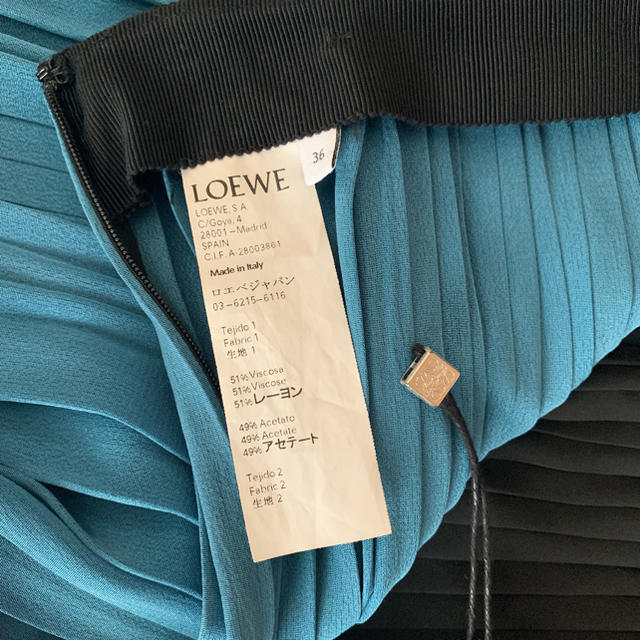 36
LOEWE
LOEWE, S.A.
C/Goya, 4
28001-Madrid
SPAIN
C.I.F. A-28003861
Made in Italy
ロエベジャパン
03-6215-6116
Tejido 1
Fabric 1
生地 1
51% Viscosa
51% Viscose
51% レーヨン
49% Acetato
49% Acetate
49% アセテート
Tejido 2
Fabric 2
生地 2